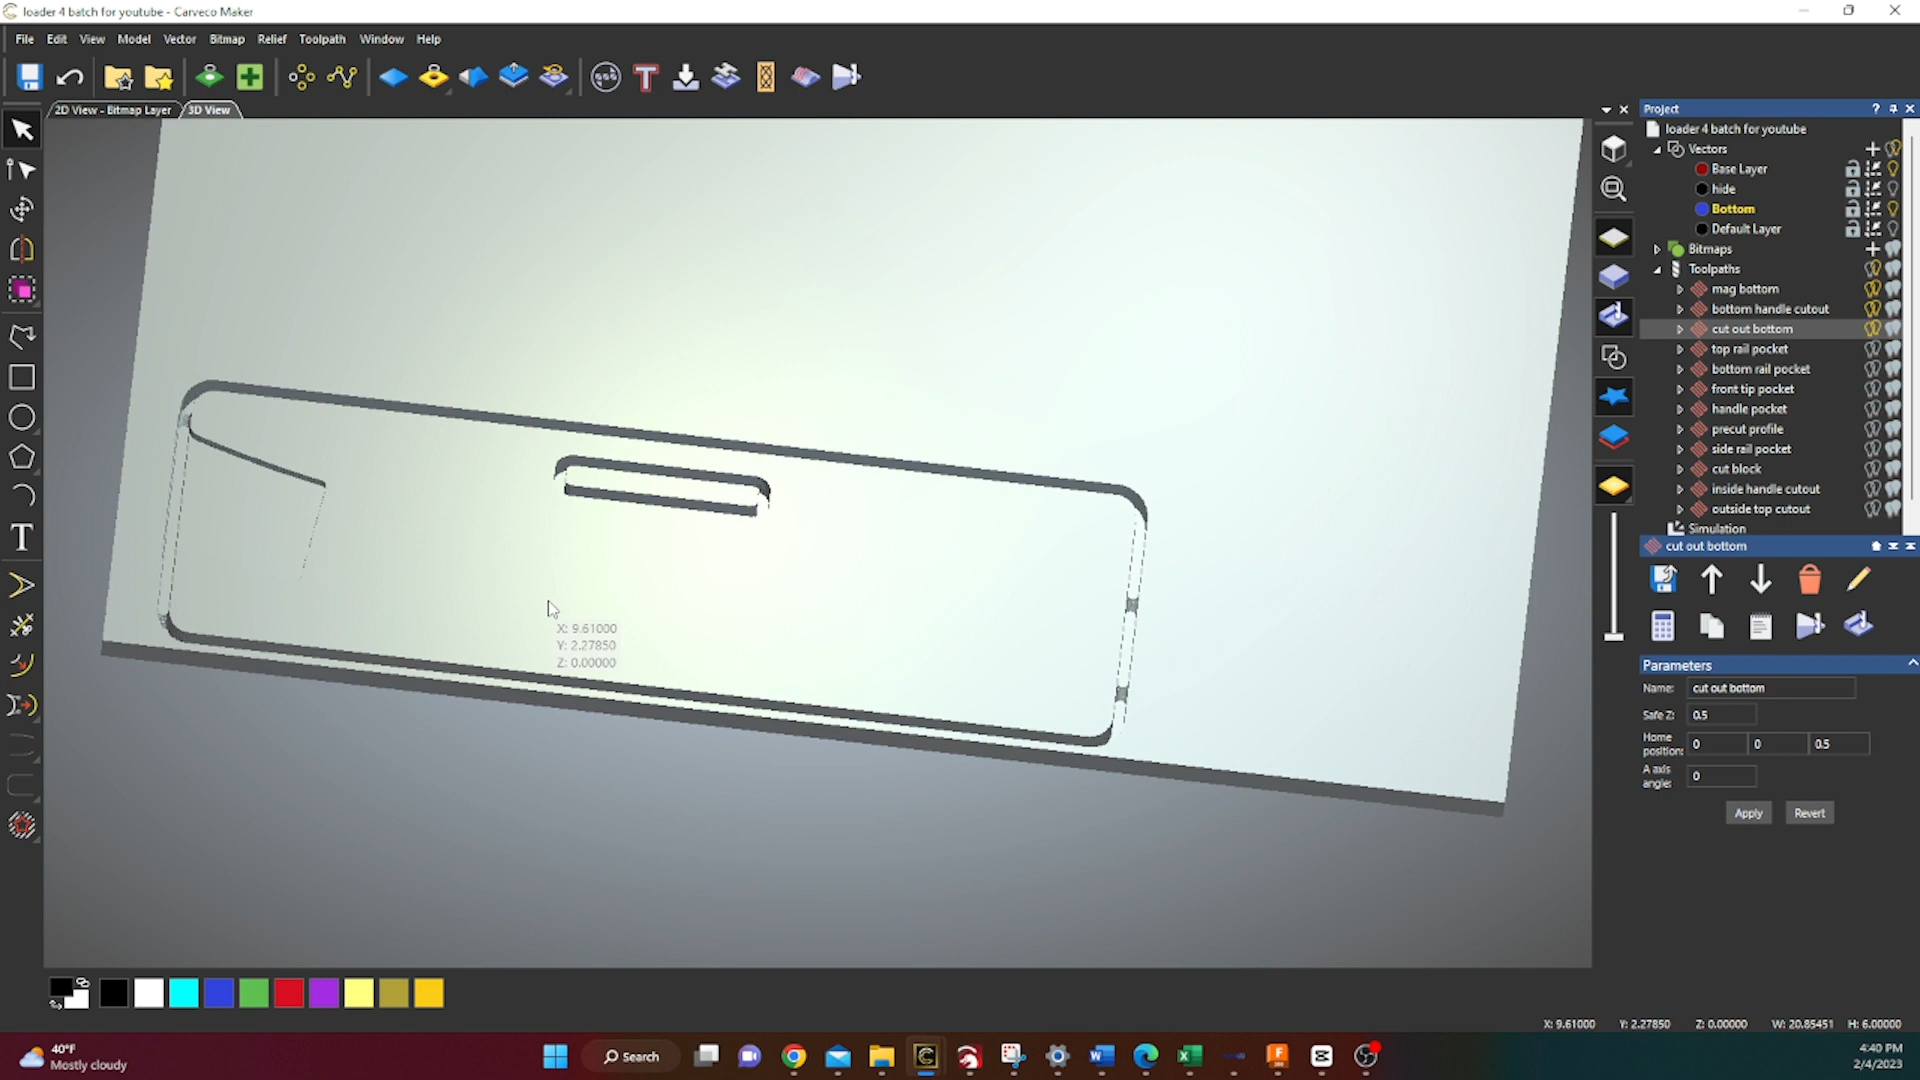 loader 4 batch for youtube - Carveco Maker
File Edit View Model Vector Bitmap Relief Toolpath Window Help
2D View - Bitmap Layer 3D View
Project
loader 4 batch for youtube
Vectors
Base Layer
hide
Bottom
Default Layer
Bitmaps
Toolpaths
mag bottom
bottom handle cutout
cut out bottom
top rail pocket
bottom rail pocket
front tip pocket
handle pocket
precut profile
side rail pocket
cut block
inside handle cutout
outside top cutout
Simulation
cut out bottom
Parameters
Name: cut out bottom
Safe Z: 0.5
Home position: 0 0 0.5
A axis angle: 0
Apply Revert
X: 9.61000
Y: 2.27850
Z: 0.00000
X: 9.61000 Y: 2.27850 Z: 0.00000 W: 20.85451 H: 6.00000
40°F
Mostly cloudy
Search
4:40 PM
2/4/2023